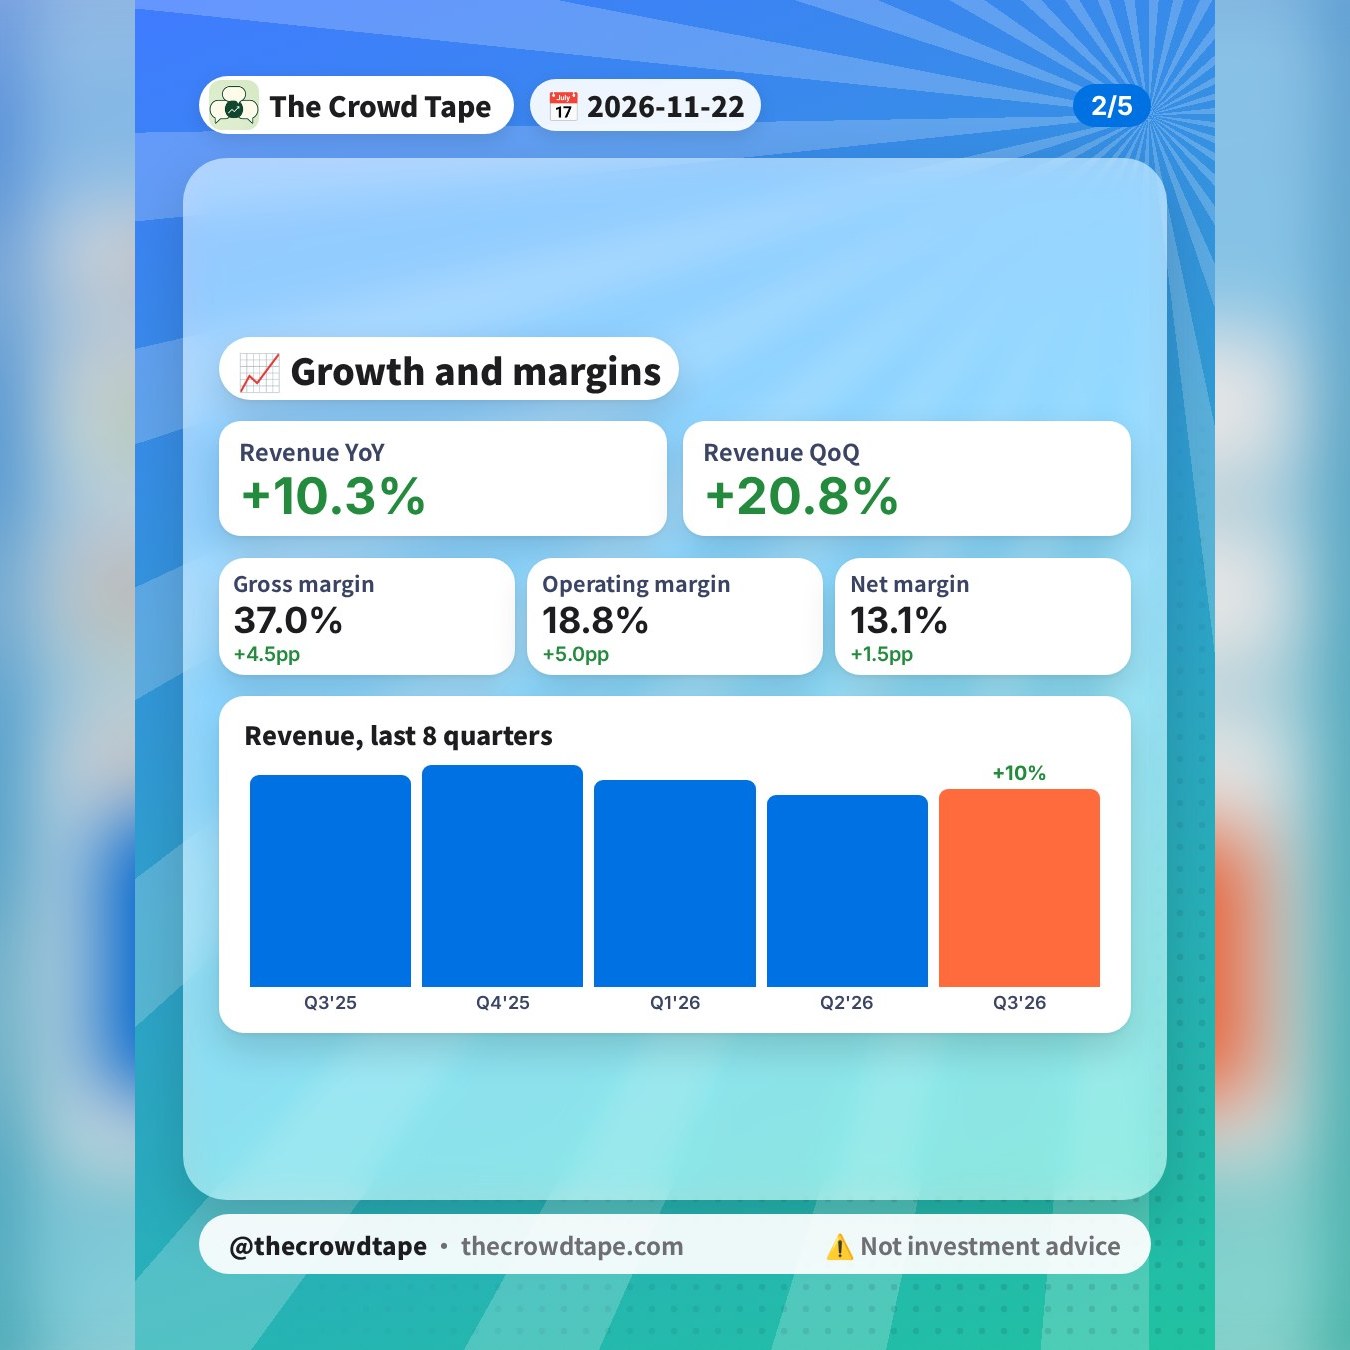 The Crowd Tape
2026-11-22
2/5
Growth and margins
Revenue YoY
+10.3%
Revenue QoQ
+20.8%
Gross margin
37.0%
+4.5pp
Operating margin
18.8%
+5.0pp
Net margin
13.1%
+1.5pp
Revenue, last 8 quarters
+10%
Q3'25
Q4'25
Q1'26
Q2'26
Q3'26
@thecrowdtape • thecrowdtape.com
⚠️ Not investment advice